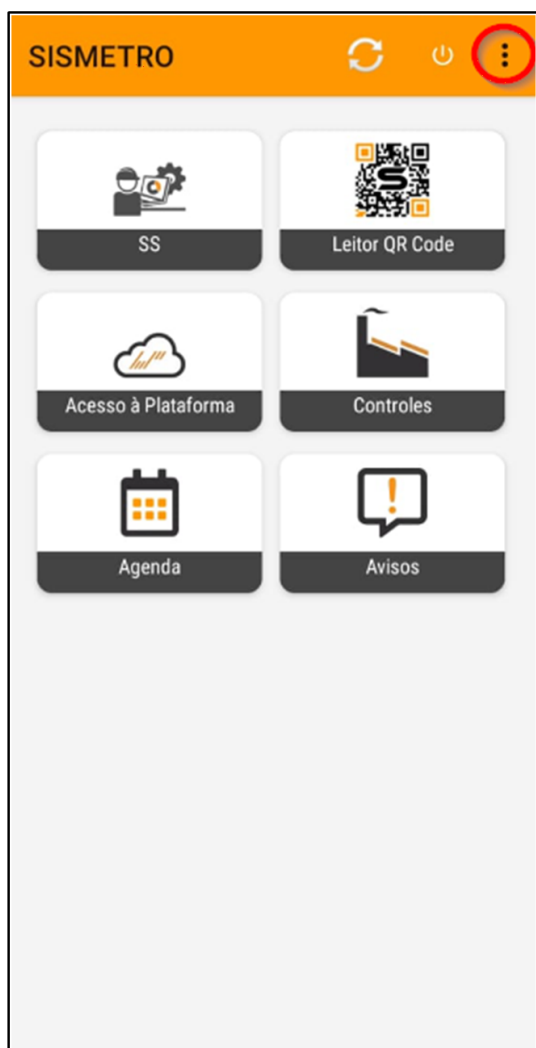 SISMETRO
SS
Leitor QR Code
Acesso à Plataforma
Controles
Agenda
Avisos